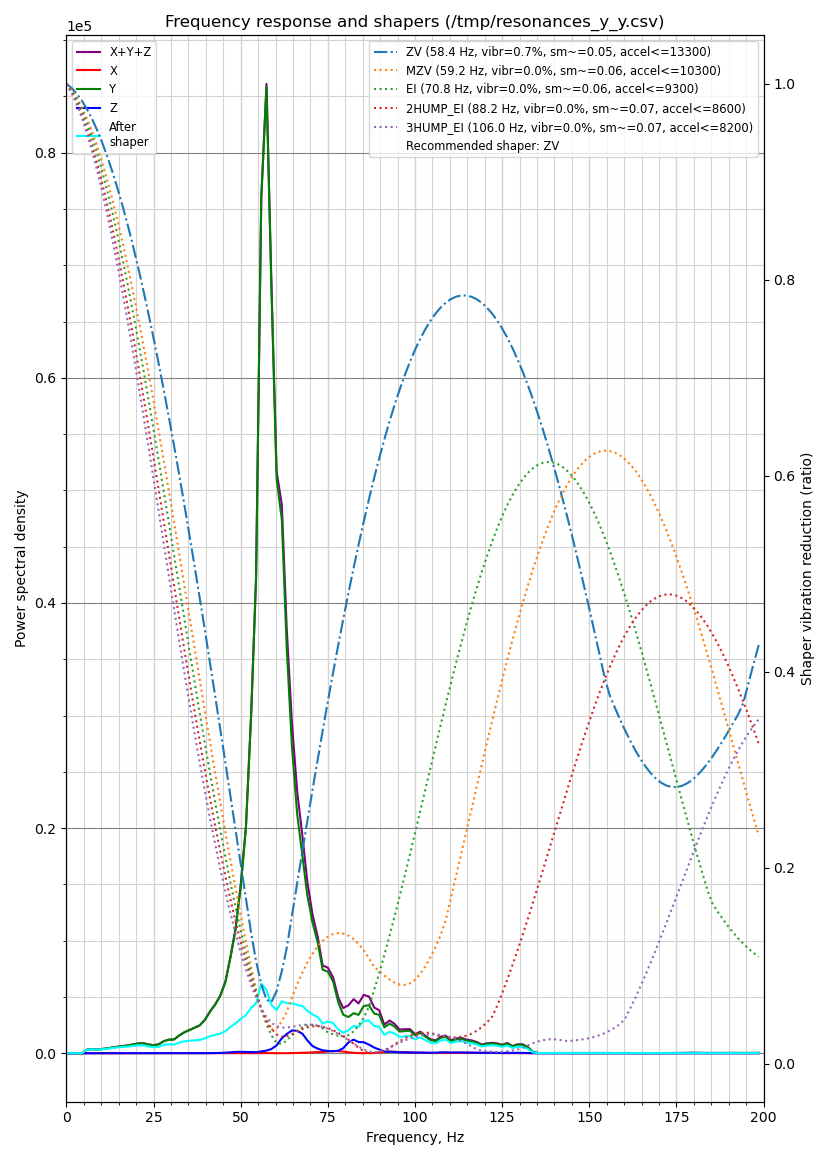 Frequency response and shapers (/tmp/resonances_y_y.csv)
1e5
X+Y+Z
X
Y
Z
After
shaper
ZV (58.4 Hz, vibr=0.7%, sm~=0.05, accel<=13300)
MZV (59.2 Hz, vibr=0.0%, sm~=0.06, accel<=10300)
EI (70.8 Hz, vibr=0.0%, sm~=0.06, accel<=9300)
2HUMP_EI (88.2 Hz, vibr=0.0%, sm~=0.07, accel<=8600)
3HUMP_EI (106.0 Hz, vibr=0.0%, sm~=0.07, accel<=8200)
Recommended shaper: ZV
Power spectral density
0.8
0.6
0.4
0.2
0.0
1.0
0.8
0.6
0.4
0.2
0.0
Shaper vibration reduction (ratio)
0 25 50 75 100 125 150 175 200
Frequency, Hz